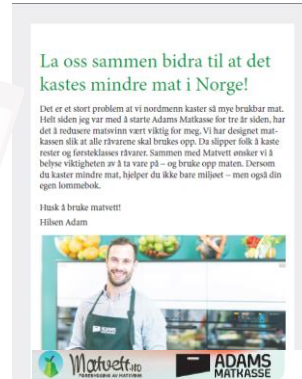 La oss sammen bidra til at det
kastes mindre mat i Norge!
Det er et stort problem at vi nordmenn kaster så mye brukbar mat.
Helt siden jeg var med å starte Adams Matkasse for tre år siden, har
det å redusere matsvinn vært viktig for meg. Vi har designet mat-
kassen slik at alle råvarene skal brukes opp. Da slipper folk å kaste
rester og førsteklasses råvarer. Sammen med Matvett ønsker vi å
belyse viktigheten av å ta vare på – og bruke opp maten. Dersom
du kaster mindre mat, hjelper du ikke bare miljøet – men også din
egen lommebok.
Husk å bruke matvett!
Hilsen Adam
Matvett.no
FOREBYGGING AV MATSVINN
ADAMS
MATKASSE